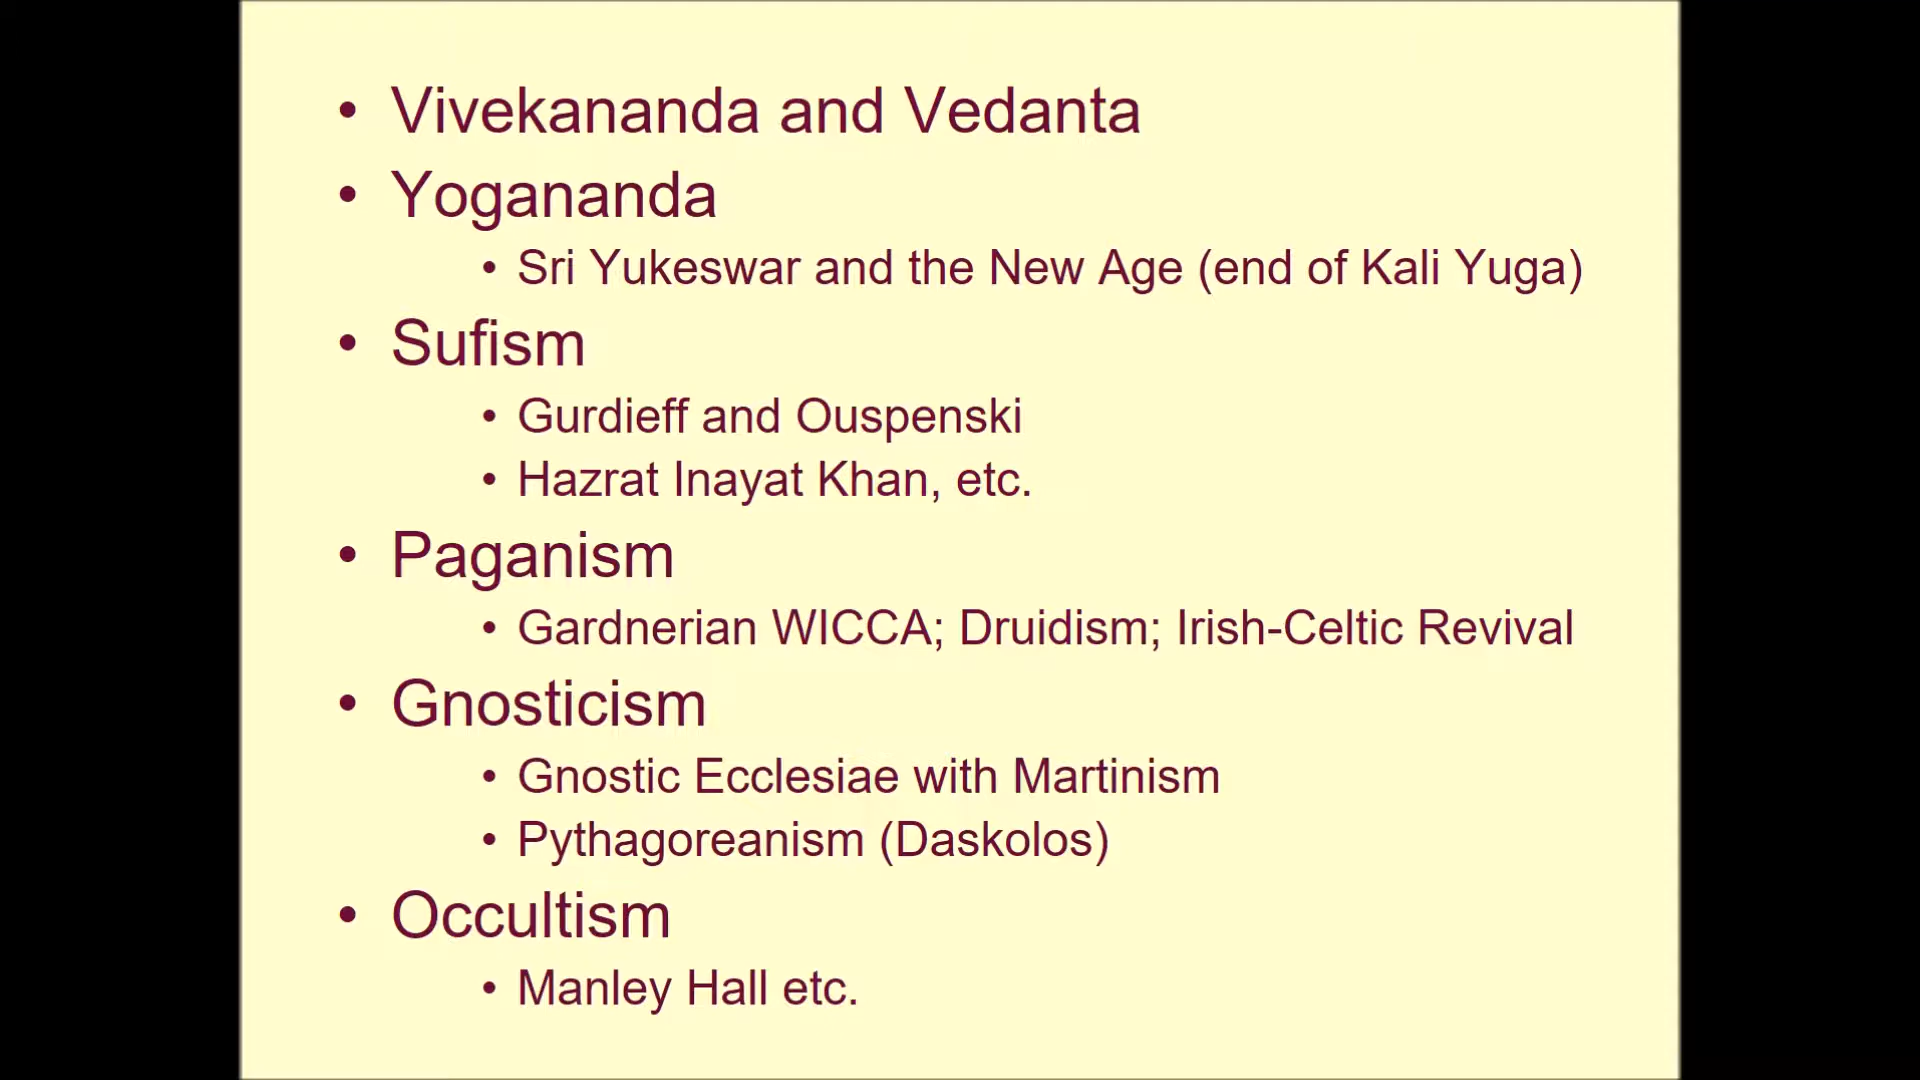 • Vivekananda and Vedanta
• Yogananda
• Sri Yukeswar and the New Age (end of Kali Yuga)
• Sufism
• Gurdieff and Ouspenski
• Hazrat Inayat Khan, etc.
• Paganism
• Gardnerian WICCA; Druidism; Irish-Celtic Revival
• Gnosticism
• Gnostic Ecclesiae with Martinism
• Pythagoreanism (Daskolos)
• Occultism
• Manley Hall etc.